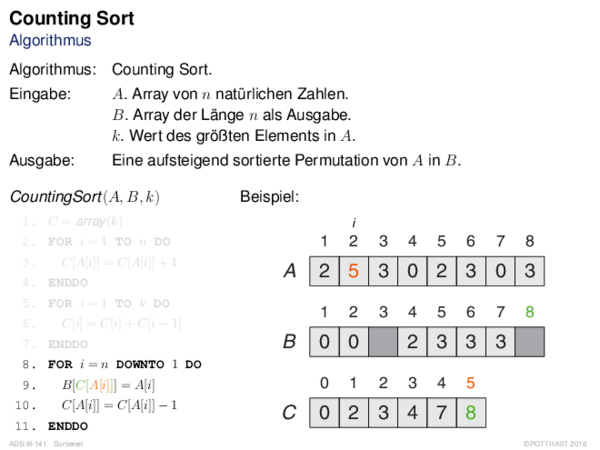 Counting Sort
Algorithmus
Algorithmus: Counting Sort.
Eingabe: A. Array von n natürlichen Zahlen.
B. Array der Länge n als Ausgabe.
k. Wert des größten Elements in A.
Ausgabe: Eine aufsteigend sortierte Permutation von A in B.
CountingSort(A, B, k)
1. C = array(k)
2. FOR i = 1 TO n DO
3. C[A[i]] = C[A[i]] + 1
4. ENDDO
5. FOR i = 1 TO k DO
6. C[i] = C[i] + C[i − 1]
7. ENDDO
8. FOR i = n DOWNTO 1 DO
9. B[C[A[i]]] = A[i]
10. C[A[i]] = C[A[i]] − 1
11. ENDDO
Beispiel:
i
1 2 3 4 5 6 7 8
A 2 5 3 0 2 3 0 3
1 2 3 4 5 6 7 8
B 0 0 2 3 3 3
0 1 2 3 4 5
C 0 2 3 4 7 8
ADS:III-141 Sortieren
©POTTHAST 2018